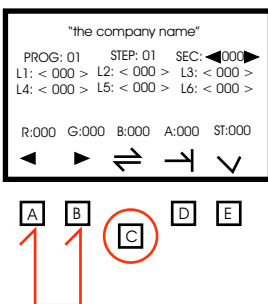 "the company name"
PROG: 01 STEP: 01 SEC: ◀000▶
L1: < 000 > L2: < 000 > L3: < 000 >
L4: < 000 > L5: < 000 > L6: < 000 >
R:000 G:000 B:000 A:000 ST:000
A B C D E